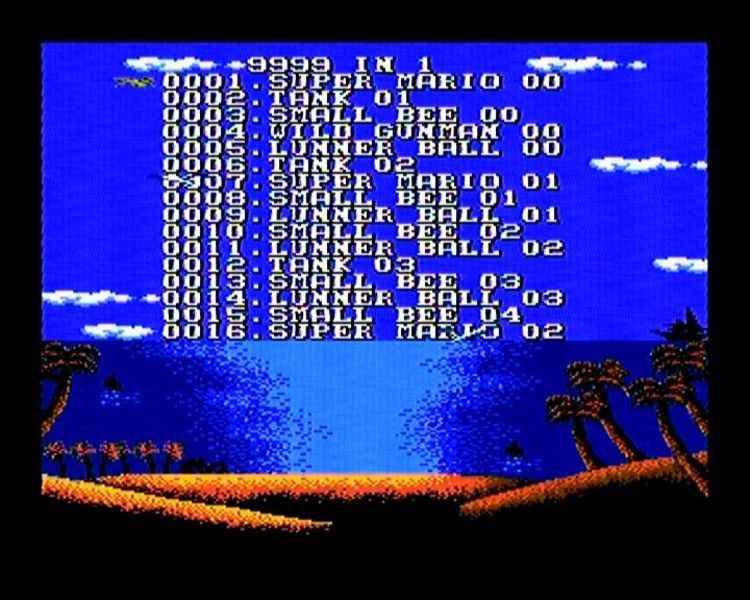 9999 IN 1
0001.SUPER MARIO 00
0002.TANK 01
0003.SMALL BEE 00
0004.WILD GUNMAN 00
0005.LUNNER BALL 00
0006.TANK 02
0007.SUPER MARIO 01
0008.SMALL BEE 01
0009.LUNNER BALL 01
0010.SMALL BEE 02
0011.LUNNER BALL 02
0012.TANK 03
0013.SMALL BEE 03
0014.LUNNER BALL 03
0015.SMALL BEE 04
0016.SUPER MARIO 02